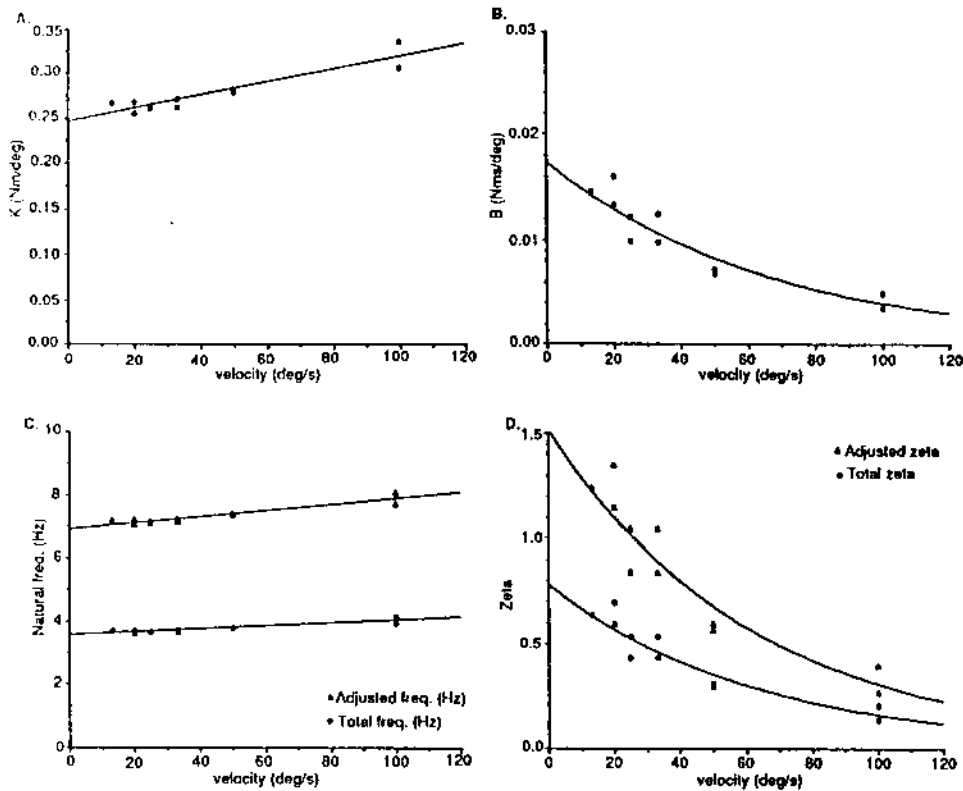 A.
K (Nm/deg)
0.35
0.30
0.25
0.20
0.15
0.10
0.05
0.00
0 20 40 60 80 100 120
velocity (deg/s)
B.
B (Nms/deg)
0.03
0.02
0.01
0.00
0 20 40 60 80 100 120
velocity (deg/s)
C.
Natural freq. (Hz)
10
8
6
4
2
0
0 20 40 60 80 100 120
velocity (deg/s)
Adjusted freq. (Hz)
Total freq. (Hz)
D.
Zeta
1.5
1.0
0.5
0.0
0 20 40 60 80 100 120
velocity (deg/s)
Adjusted zeta
Total zeta